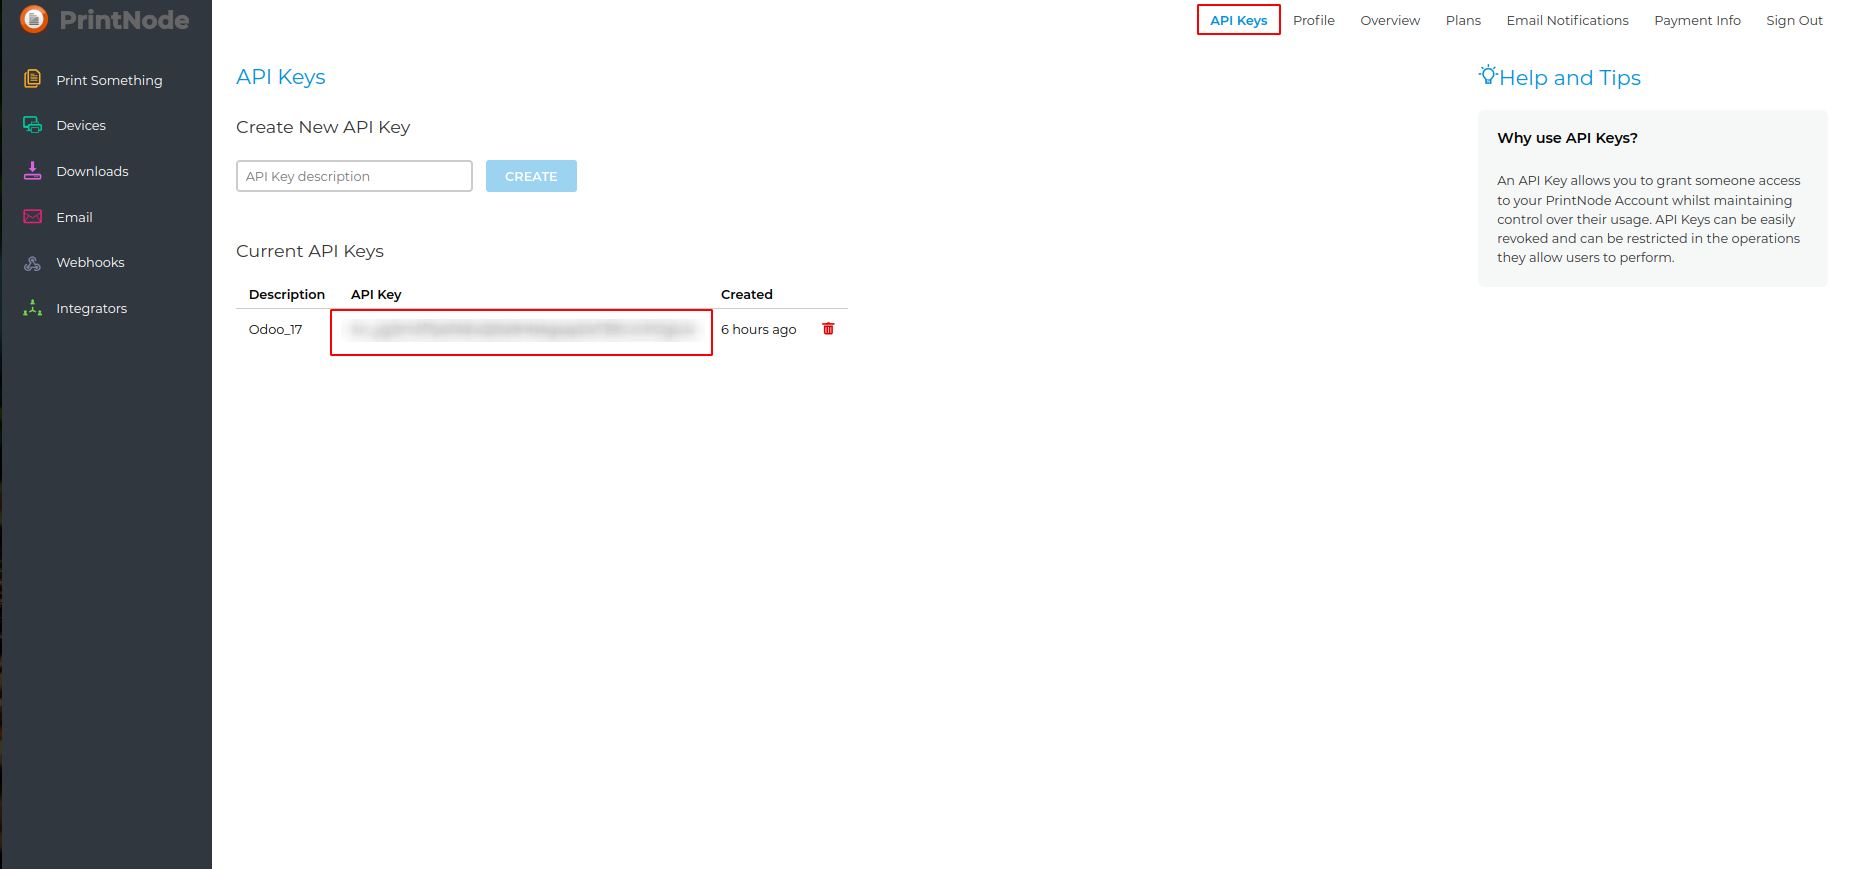 PrintNode
API Keys
Profile
Overview
Plans
Email Notifications
Payment Info
Sign Out
Print Something
Devices
Downloads
Email
Webhooks
Integrators
API Keys
Create New API Key
API Key description
CREATE
Current API Keys
Description API Key Created
Odoo_17 6 hours ago
Help and Tips
Why use API Keys?
An API Key allows you to grant someone access
to your PrintNode Account whilst maintaining
control over their usage. API Keys can be easily
revoked and can be restricted in the operations
they allow users to perform.